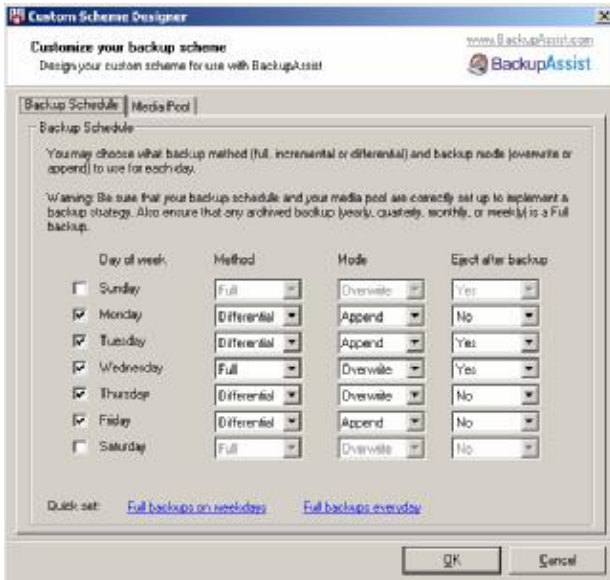 Custom Scheme Designer
Customize your backup scheme
Design your custom scheme for use with BackupAssist
www.BackupAssist.com
BackupAssist
Backup Schedule Media Pool
Backup Schedule
You may choose what backup method (full, incremental or differential) and backup mode (overwrite or
append) to use for each day.
Warning: Be sure that your backup schedule and your media pool are correctly set up to implement a
backup strategy. Also ensure that any archived backup (yearly, quarterly, monthly, or weekly) is a Full
backup.
Day of week Method Mode Eject after backup
Sunday Full Overwrite Yes
Monday Differential Append No
Tuesday Differential Append Yes
Wednesday Full Overwrite Yes
Thursday Differential Overwrite No
Friday Differential Append No
Saturday Full Overwrite No
Quick set: Full backups on weekdays Full backups everyday
OK Cancel